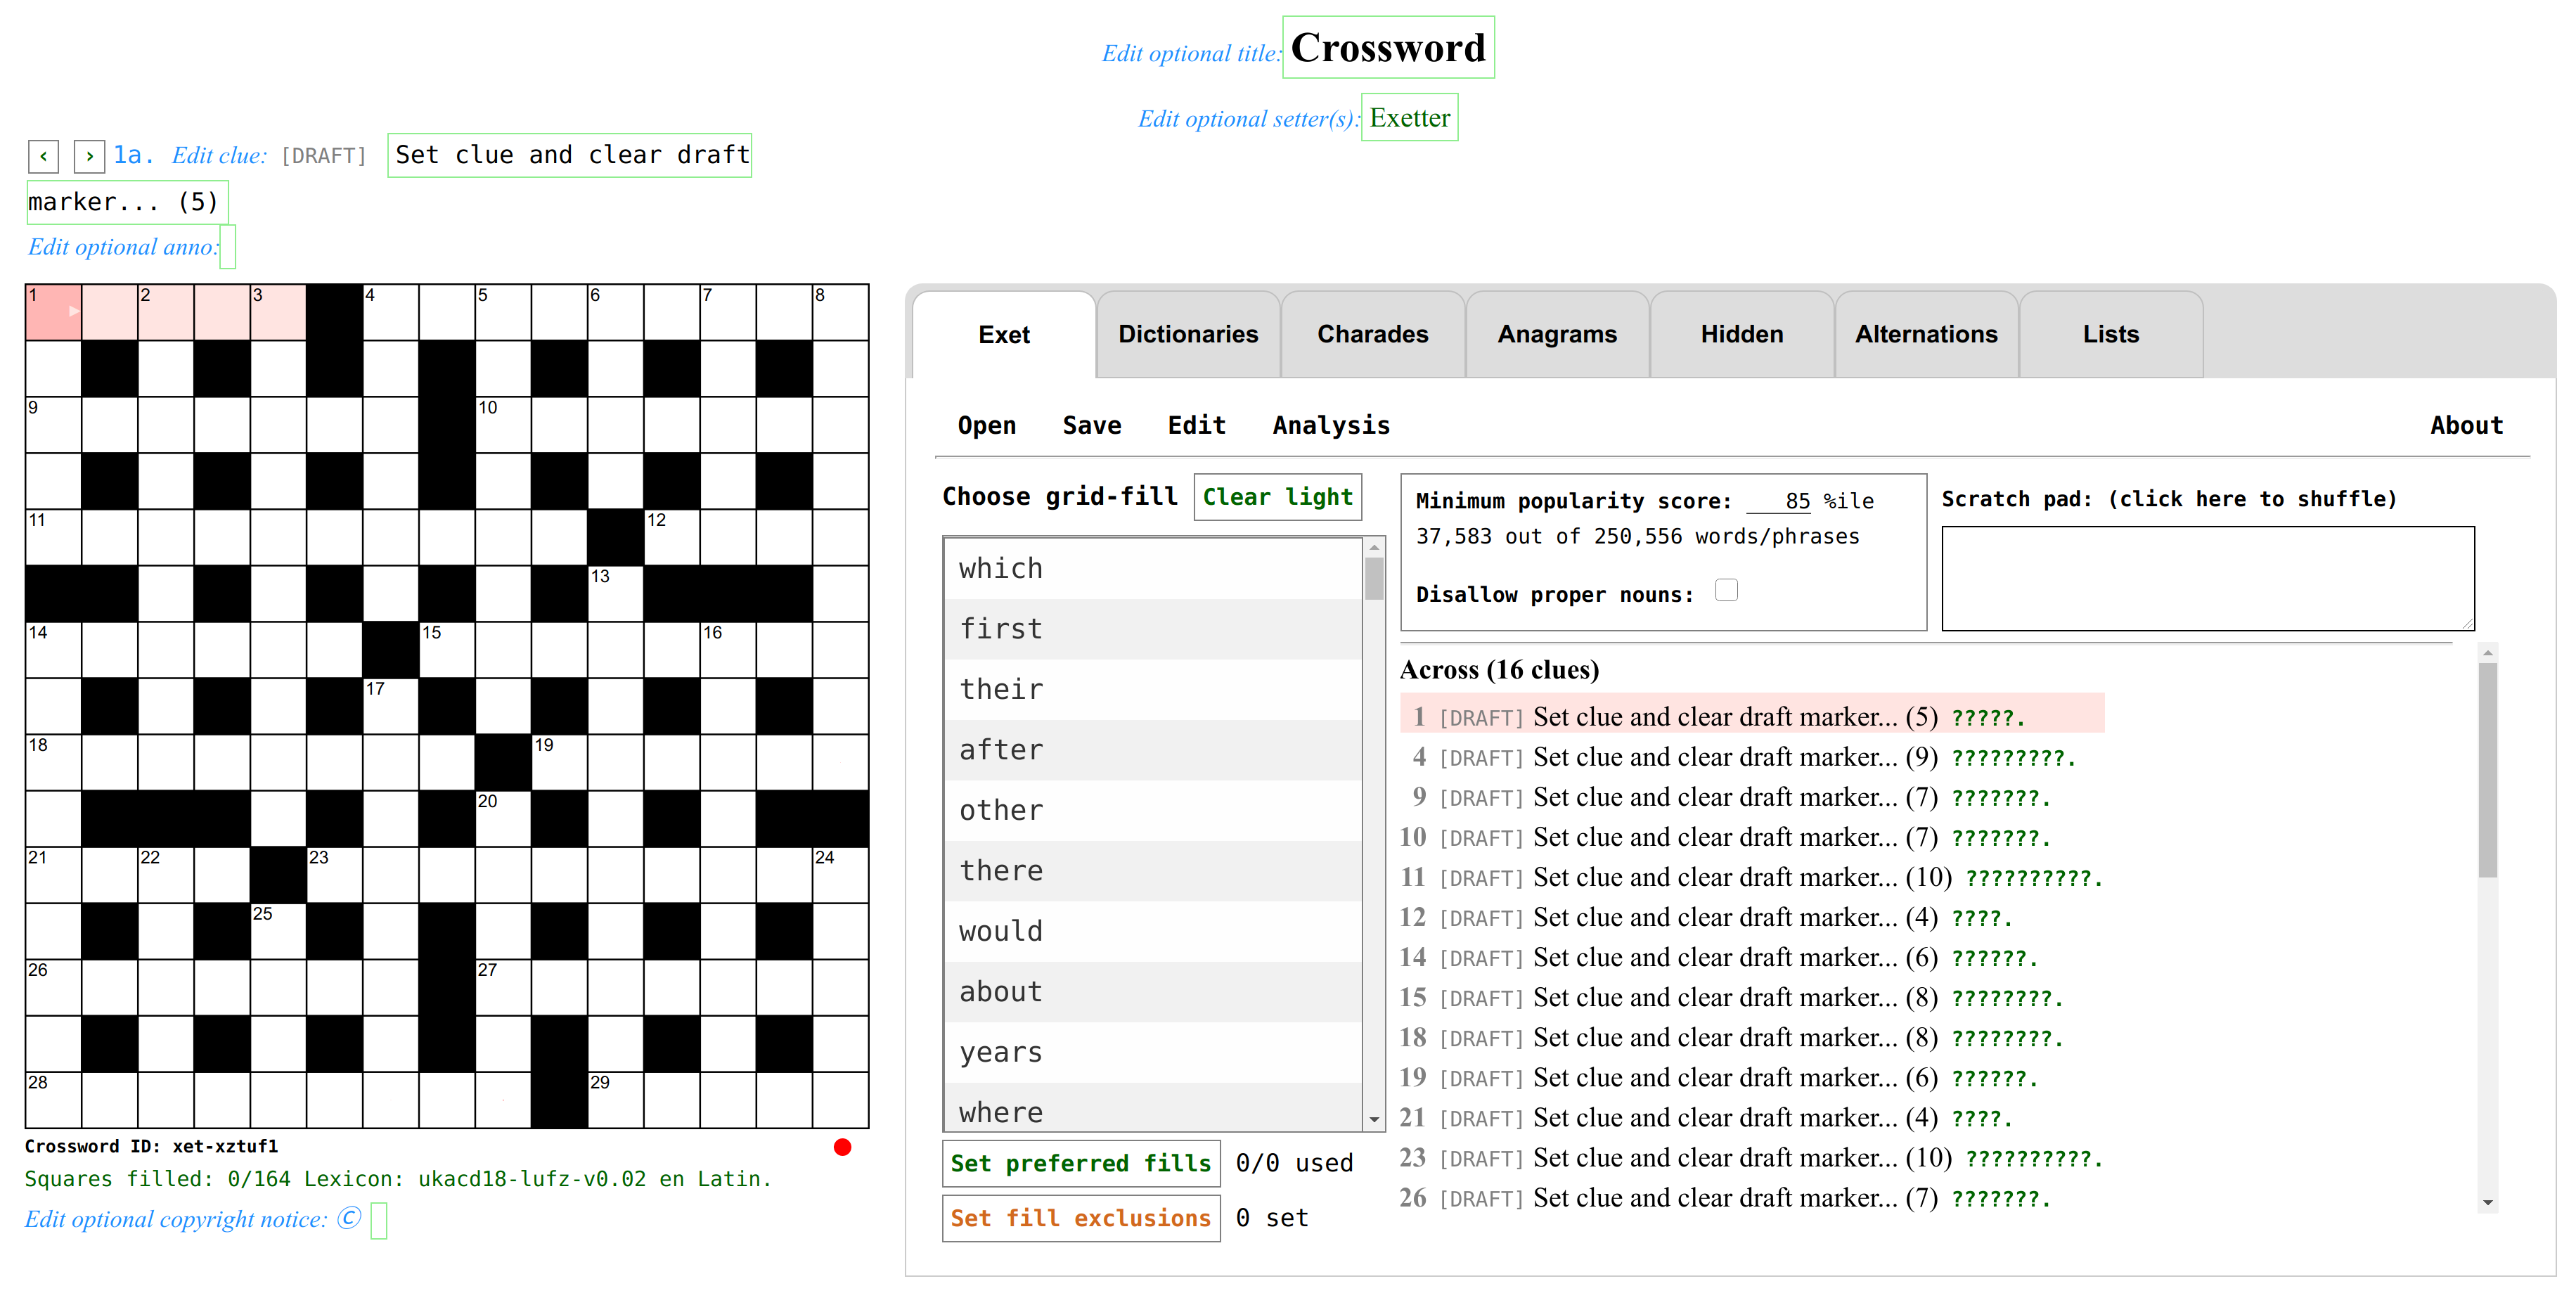 Edit optional title: Crossword
Edit optional setter(s): Exetter
‹ › 1a. Edit clue: [DRAFT] Set clue and clear draft
marker... (5)
Edit optional anno:
1 2 3 4 5 6 7 8
9 10
11 12
13
14 15 16
17
18 19
20
21 22 23 24
25
26 27
28 29
Crossword ID: xet-xztuf1
Squares filled: 0/164 Lexicon: ukacd18-lufz-v0.02 en Latin.
Edit optional copyright notice: ©
Exet Dictionaries Charades Anagrams Hidden Alternations Lists
Open Save Edit Analysis About
Choose grid-fill Clear light
which
first
their
after
other
there
would
about
years
where
Set preferred fills 0/0 used
Set fill exclusions 0 set
Minimum popularity score: 85 %ile
37,583 out of 250,556 words/phrases
Disallow proper nouns:
Scratch pad: (click here to shuffle)
Across (16 clues)
1 [DRAFT] Set clue and clear draft marker... (5) ?????.
4 [DRAFT] Set clue and clear draft marker... (9) ?????????.
9 [DRAFT] Set clue and clear draft marker... (7) ???????.
10 [DRAFT] Set clue and clear draft marker... (7) ???????.
11 [DRAFT] Set clue and clear draft marker... (10) ??????????.
12 [DRAFT] Set clue and clear draft marker... (4) ????.
14 [DRAFT] Set clue and clear draft marker... (6) ??????.
15 [DRAFT] Set clue and clear draft marker... (8) ????????.
18 [DRAFT] Set clue and clear draft marker... (8) ????????.
19 [DRAFT] Set clue and clear draft marker... (6) ??????.
21 [DRAFT] Set clue and clear draft marker... (4) ????.
23 [DRAFT] Set clue and clear draft marker... (10) ??????????.
26 [DRAFT] Set clue and clear draft marker... (7) ???????.